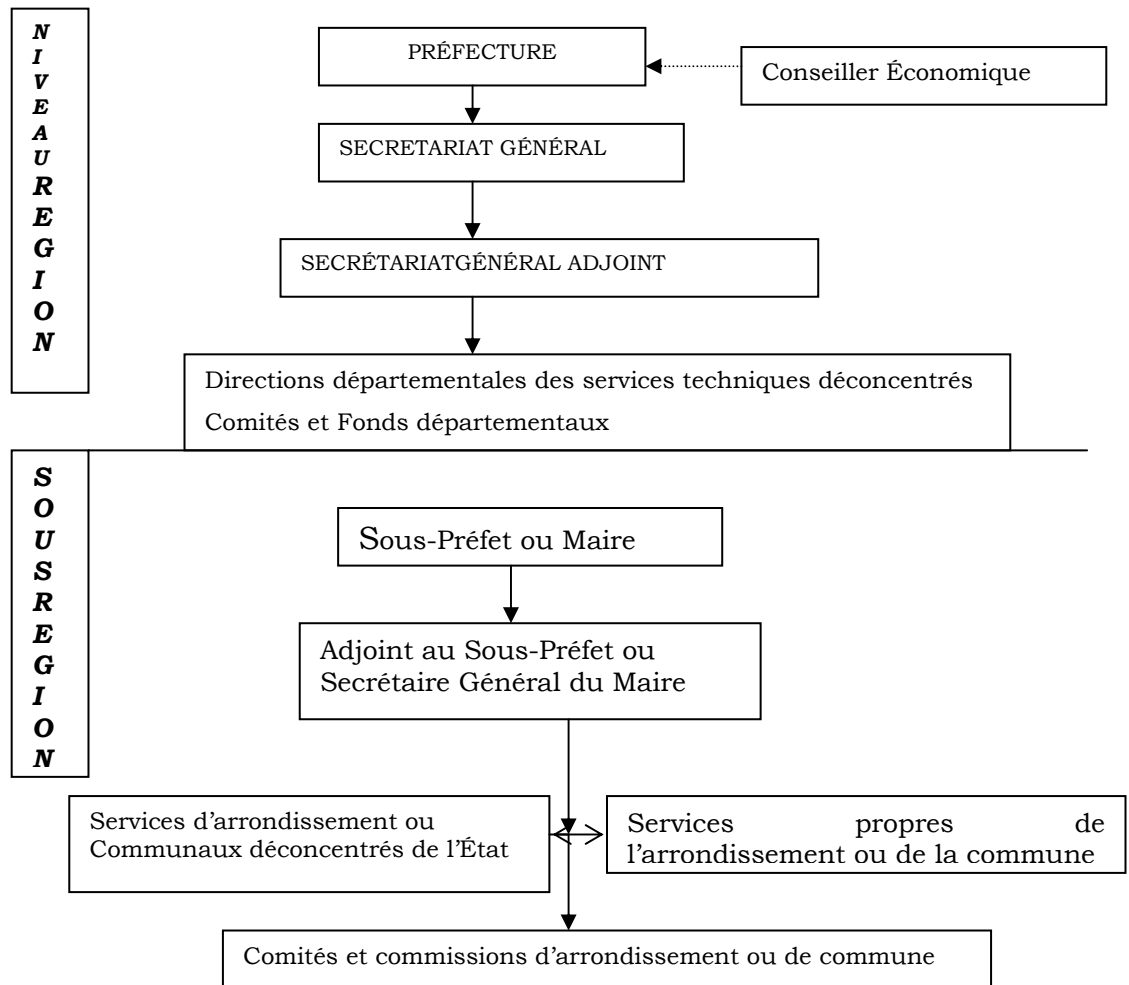 NIVEAUREGION
PRÉFECTURE
Conseiller Économique
SECRETARIAT GÉNÉRAL
SECRÉTARIATGÉNÉRAL ADJOINT
Directions départementales des services techniques déconcentrés
Comités et Fonds départementaux
SOUSREGION
Sous-Préfet ou Maire
Adjoint au Sous-Préfet ou
Secrétaire Général du Maire
Services d'arrondissement ou
Communaux déconcentrés de l'État
Services propres de
l'arrondissement ou de la commune
Comités et commissions d'arrondissement ou de commune